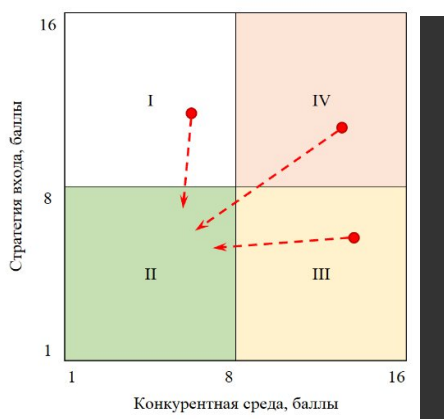 16
I
IV
Стратегия входа, баллы
8
II
III
1
1
8
16
Конкурентная среда, баллы